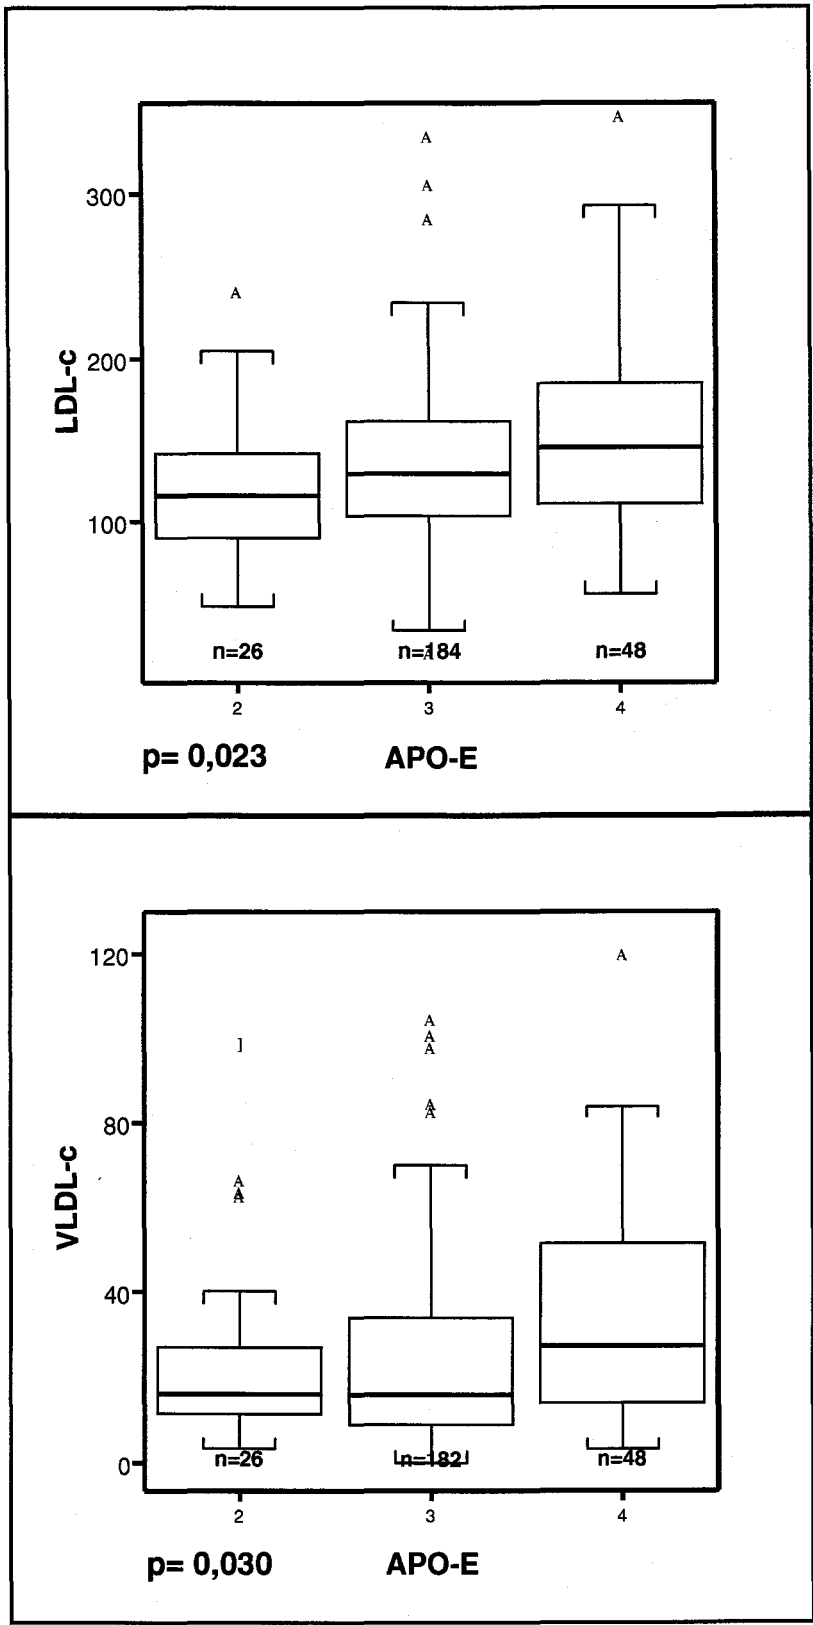 A
A
300
A
A
A
200
LDL-c
100
n=26 n=184 n=48
A
2 3 4
p= 0,023 APO-E
120
A
A
A
]
A
80
A
A
A
A
A
VLDL-c
40
0
n=26 n=182 n=48
2 3 4
p= 0,030 APO-E